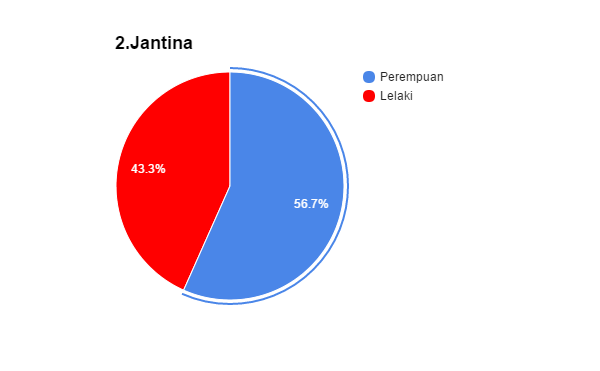 2.Jantina
Perempuan
Lelaki
43.3%
56.7%